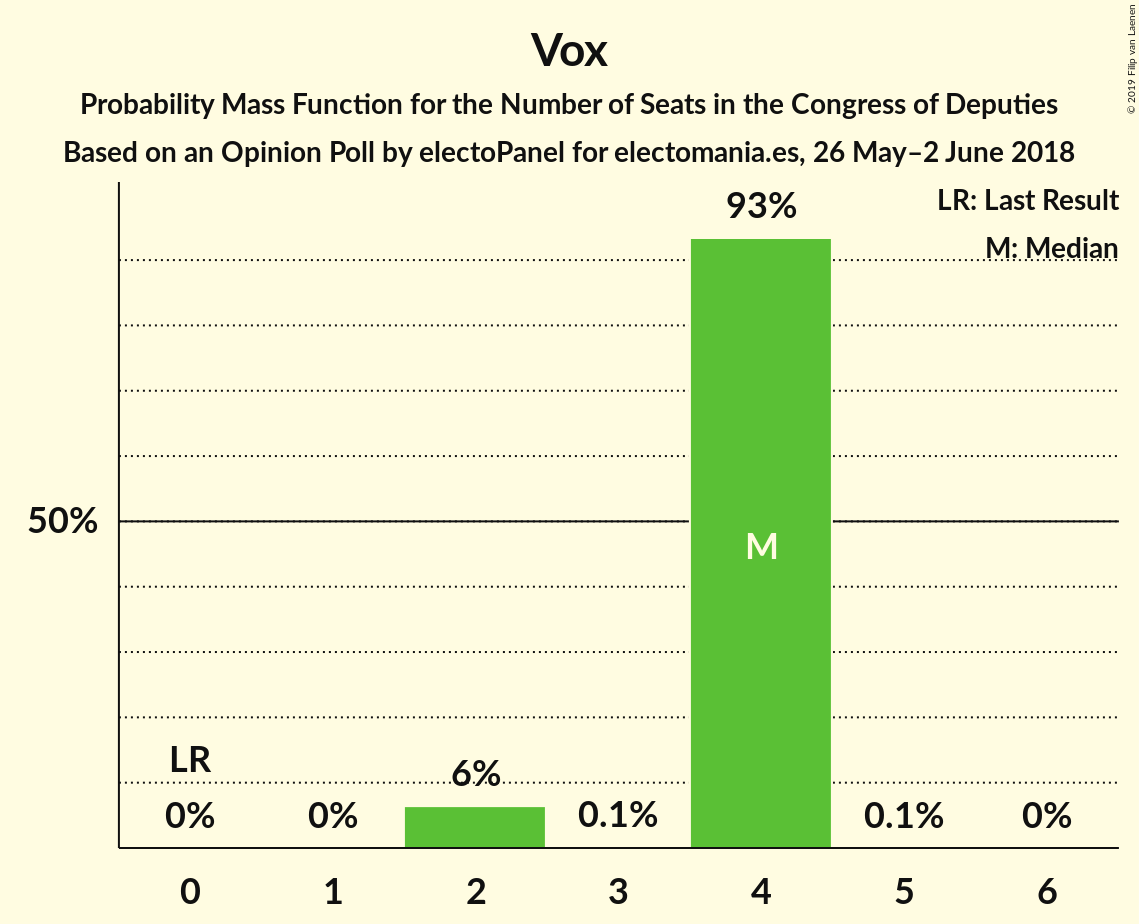 Vox
Probability Mass Function for the Number of Seats in the Congress of Deputies
Based on an Opinion Poll by electoPanel for electomania.es, 26 May–2 June 2018
© 2019 Filip van Laenen
LR: Last Result
M: Median
93%
50%
M
LR
6%
0% 0% 0.1% 0.1% 0%
0 1 2 3 4 5 6